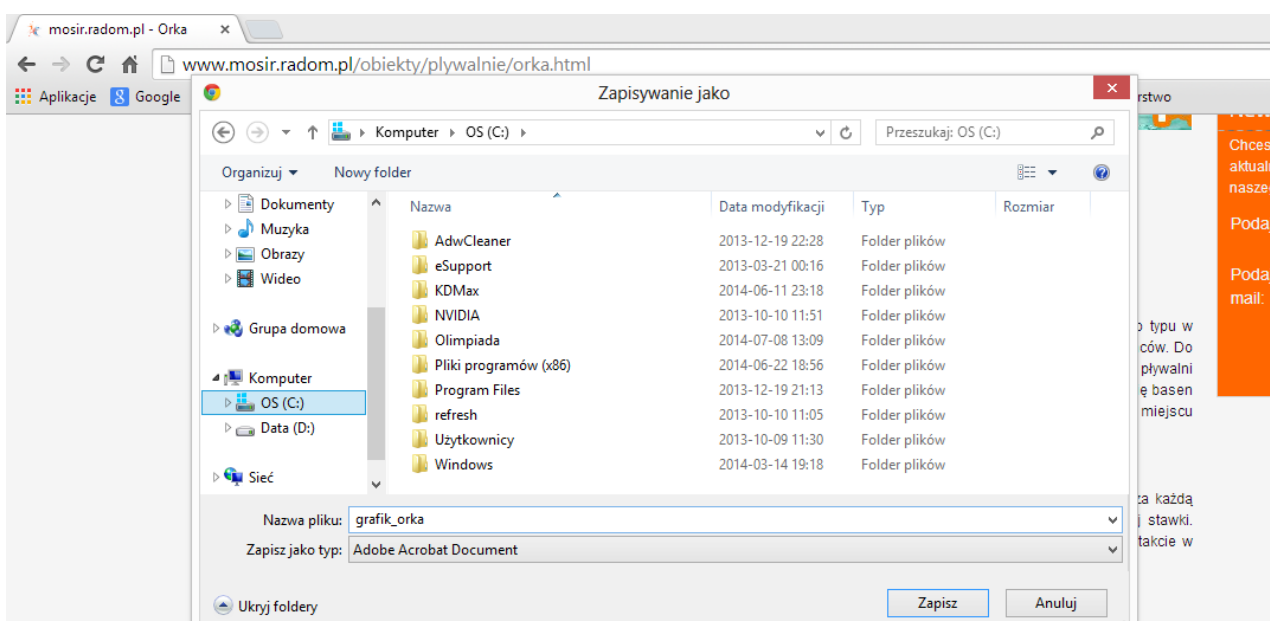 mosir.radom.pl - Orka
www.mosir.radom.pl/obiekty/plywalnie/orka.html
Aplikacje Google
Zapisywanie jako
rstwo
Komputer OS (C:)
Przeszukaj: OS (C:)
Organizuj Nowy folder
Dokumenty
Muzyka
Obrazy
Wideo
Grupa domowa
Komputer
OS (C:)
Data (D:)
Sieć
Nazwa Data modyfikacji Typ Rozmiar
AdwCleaner 2013-12-19 22:28 Folder plików
eSupport 2013-03-21 00:16 Folder plików
KDMax 2014-06-11 23:18 Folder plików
NVIDIA 2013-10-10 11:51 Folder plików
Olimpiada 2014-07-08 13:09 Folder plików
Pliki programów (x86) 2014-06-22 18:56 Folder plików
Program Files 2013-12-19 21:13 Folder plików
refresh 2013-10-10 11:05 Folder plików
Użytkownicy 2013-10-09 11:30 Folder plików
Windows 2014-03-14 19:18 Folder plików
Nazwa pliku: grafik_orka
Zapisz jako typ: Adobe Acrobat Document
Ukryj foldery
Zapisz Anuluj
Chces
aktual
nasze
Poda
Poda
mail:
o typu w
ców. Do
pływalni
ę basen
miejscu
za każdą
j stawki.
takcie w